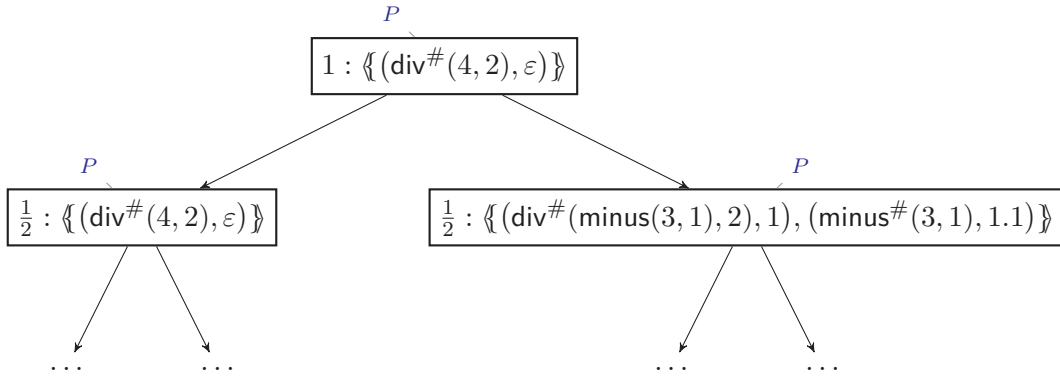 P
1 : ⦃(div#(4, 2), ε)⦄
P
P
1/2 : ⦃(div#(4, 2), ε)⦄
1/2 : ⦃(div#(minus(3, 1), 2), 1), (minus#(3, 1), 1.1)⦄
... ... ... ...